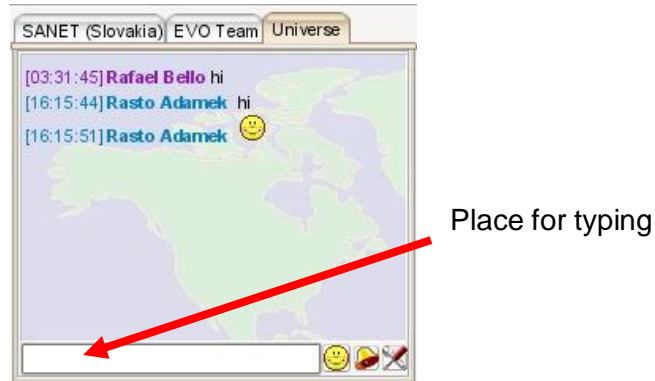 SANET (Slovakia) EVO Team Universe
[03:31:45] Rafael Bello hi
[16:15:44] Rasto Adamek hi
[16:15:51] Rasto Adamek
Place for typing